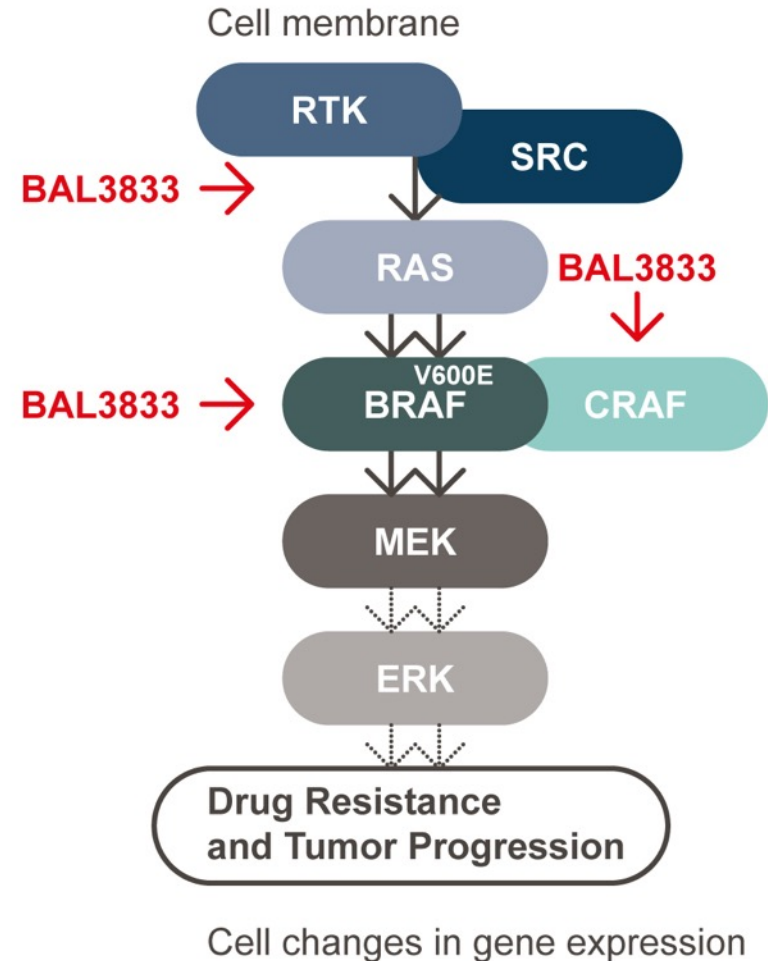 Cell membrane
RTK
SRC
BAL3833
RAS
BAL3833
V600E
BAL3833
BRAF
CRAF
MEK
ERK
Drug Resistance
and Tumor Progression
Cell changes in gene expression